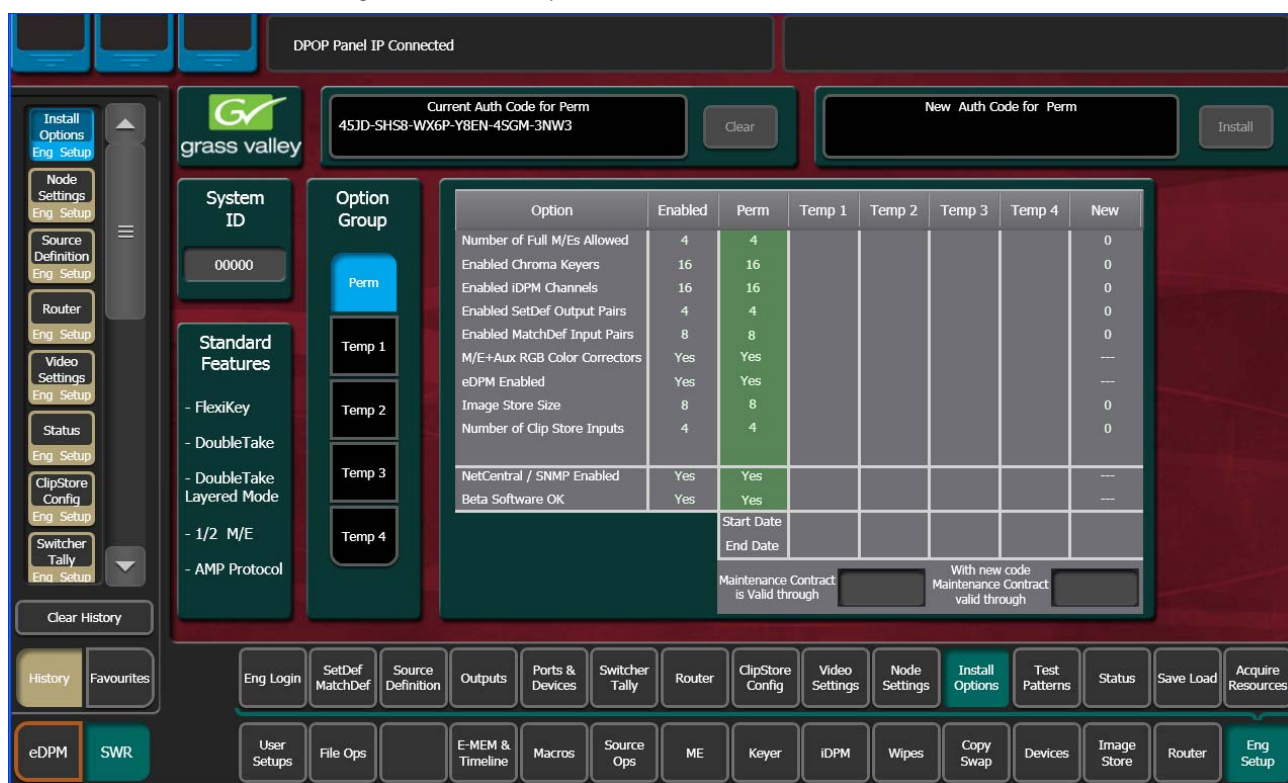 DPOP Panel IP Connected
Install
Options
Eng Setup
Node
Settings
Eng Setup
Source
Definition
Eng Setup
Router
Eng Setup
Video
Settings
Eng Setup
Status
Eng Setup
ClipStore
Config
Eng Setup
Switcher
Tally
Eng Setup
Clear History
History
Favourites
grass valley
Current Auth Code for Perm
45JD-SHS8-WX6P-Y8EN-4SGM-3NW3
Clear
New Auth Code for Perm
Install
System
ID
00000
Standard
Features
- FlexiKey
- DoubleTake
- DoubleTake
Layered Mode
- 1/2 M/E
- AMP Protocol
Option
Group
Perm
Temp 1
Temp 2
Temp 3
Temp 4
Option Enabled Perm Temp 1 Temp 2 Temp 3 Temp 4 New
Number of Full M/Es Allowed 4 4 0
Enabled Chroma Keyers 16 16 0
Enabled iDPM Channels 16 16 0
Enabled SetDef Output Pairs 4 4 0
Enabled MatchDef Input Pairs 8 8 0
M/E+Aux RGB Color Correctors Yes Yes ---
eDPM Enabled Yes Yes ---
Image Store Size 8 8 0
Number of Clip Store Inputs 4 4 0
NetCentral / SNMP Enabled Yes Yes ---
Beta Software OK Yes Yes ---
Start Date
End Date
Maintenance Contract
is Valid through
With new code
Maintenance Contract
valid through
Eng Login
SetDef
MatchDef
Source
Definition
Outputs
Ports &
Devices
Switcher
Tally
Router
ClipStore
Config
Video
Settings
Node
Settings
Install
Options
Test
Patterns
Status
Save Load
Acquire
Resources
eDPM
SWR
User
Setups
File Ops
E-MEM &
Timeline
Macros
Source
Ops
ME
Keyer
iDPM
Wipes
Copy
Swap
Devices
Image
Store
Router
Eng
Setup